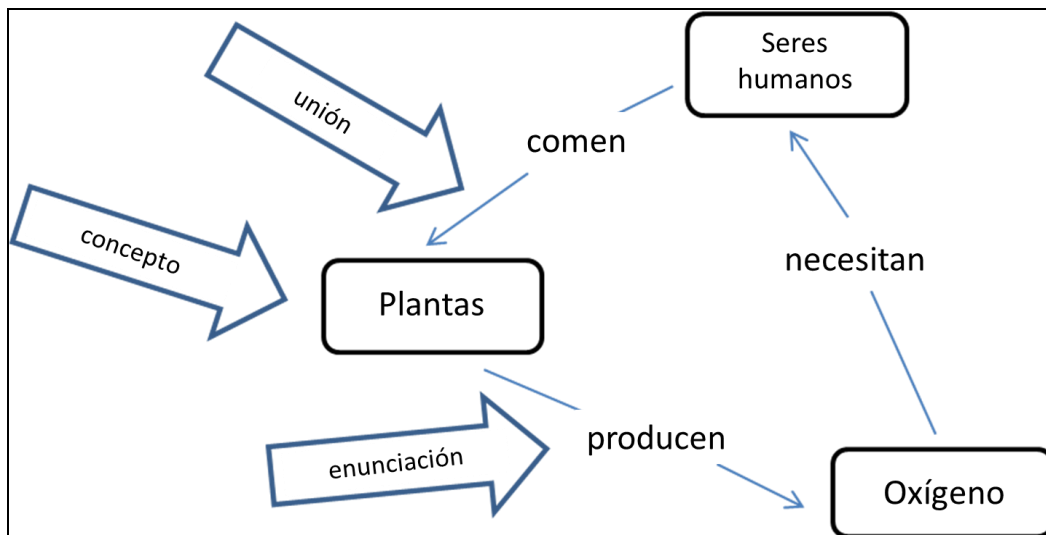 Seres
humanos
unión
comen
concepto
necesitan
Plantas
producen
enunciación
Oxígeno